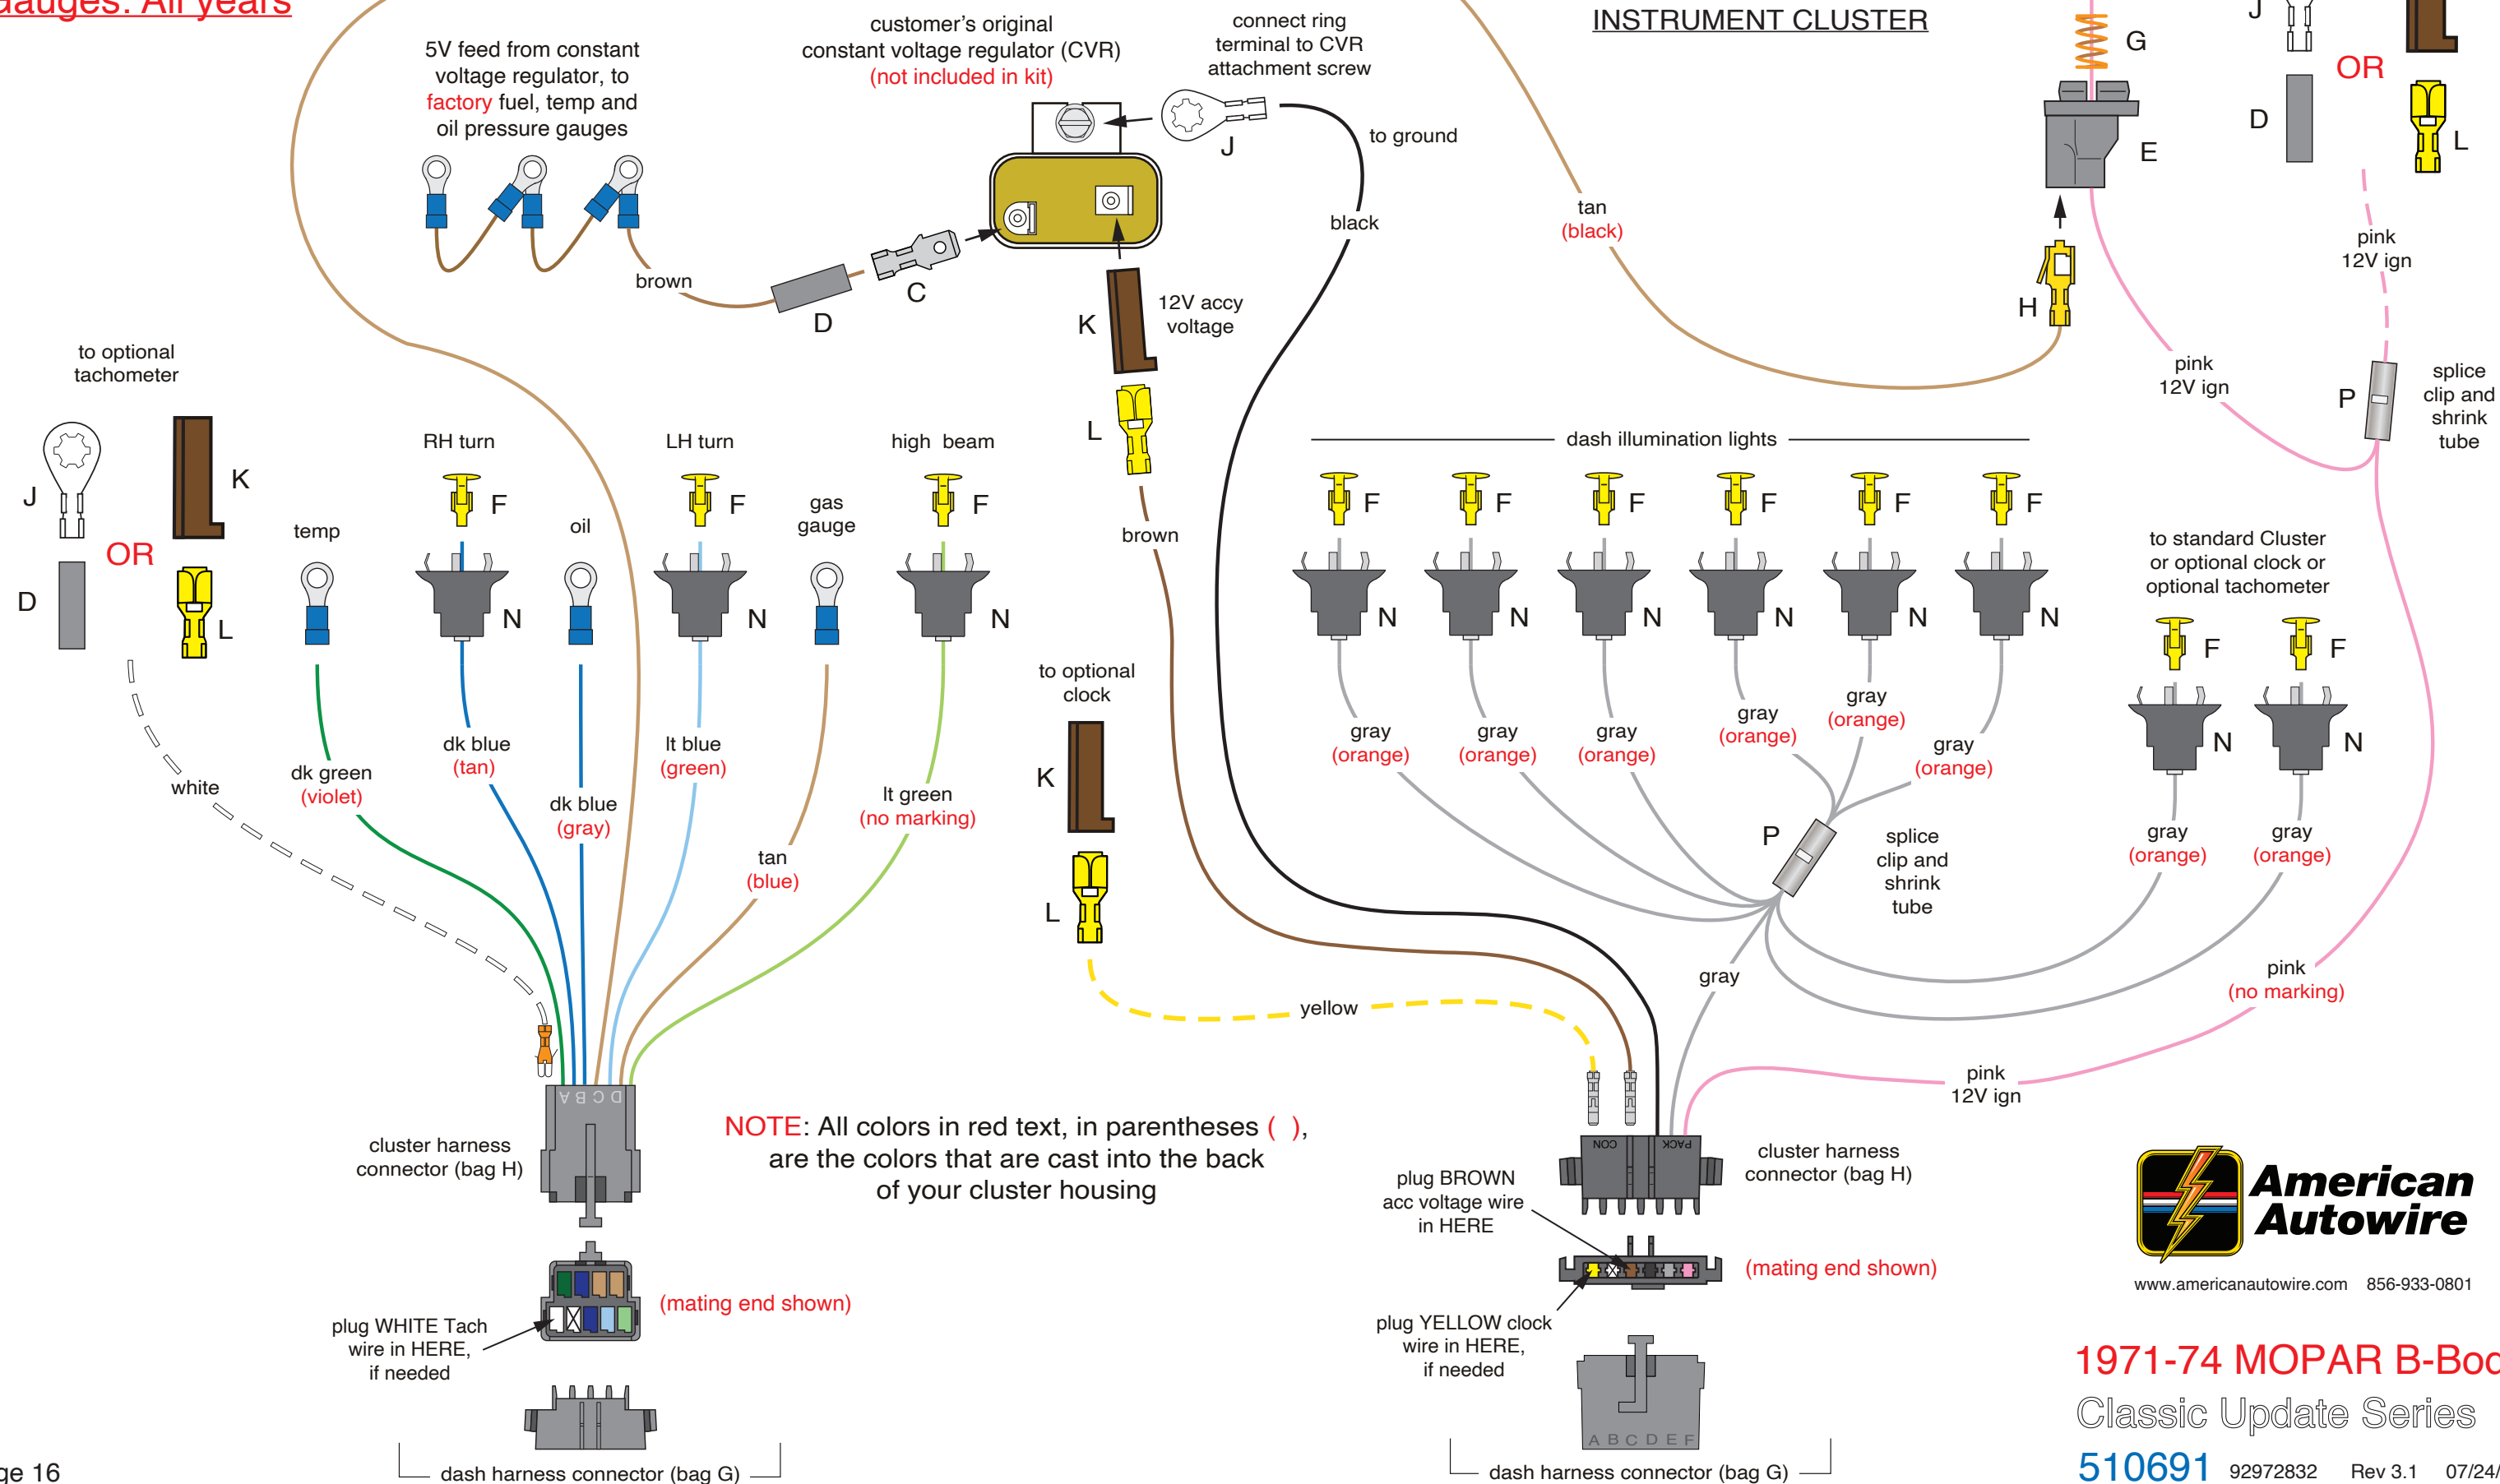 Gauges: All years
INSTRUMENT CLUSTER
5V feed from constant
voltage regulator, to
factory fuel, temp and
oil pressure gauges
customer's original
constant voltage regulator (CVR)
(not included in kit)
connect ring
terminal to CVR
attachment screw
J
to ground
black
brown
D
C
K
12V accy
voltage
L
brown
tan
(black)
G
E
H
J
D
OR
L
pink
12V ign
pink
12V ign
P
splice
clip and
shrink
tube
to optional
tachometer
J
K
OR
D
L
white
temp
dk green
(violet)
RH turn
F
N
dk blue
(tan)
oil
dk blue
(gray)
LH turn
F
N
lt blue
(green)
gas
gauge
tan
(blue)
high beam
F
N
lt green
(no marking)
to optional
clock
K
L
yellow
dash illumination lights
F
F
F
F
F
F
N
N
N
N
N
N
gray
(orange)
gray
(orange)
gray
(orange)
gray
(orange)
gray
(orange)
gray
(orange)
P
splice
clip and
shrink
tube
gray
to standard Cluster
or optional clock or
optional tachometer
F
F
N
N
gray
(orange)
gray
(orange)
pink
(no marking)
pink
12V ign
D C B A
cluster harness
connector (bag H)
(mating end shown)
plug WHITE Tach
wire in HERE,
if needed
dash harness connector (bag G)
NOTE: All colors in red text, in parentheses ( ),
are the colors that are cast into the back
of your cluster housing
CON
PACK
cluster harness
connector (bag H)
plug BROWN
acc voltage wire
in HERE
(mating end shown)
plug YELLOW clock
wire in HERE,
if needed
A B C D E F
dash harness connector (bag G)
American
Autowire
www.americanautowire.com 856-933-0801
1971-74 MOPAR B-Bod
Classic Update Series
510691 92972832 Rev 3.1 07/24/
ge 16